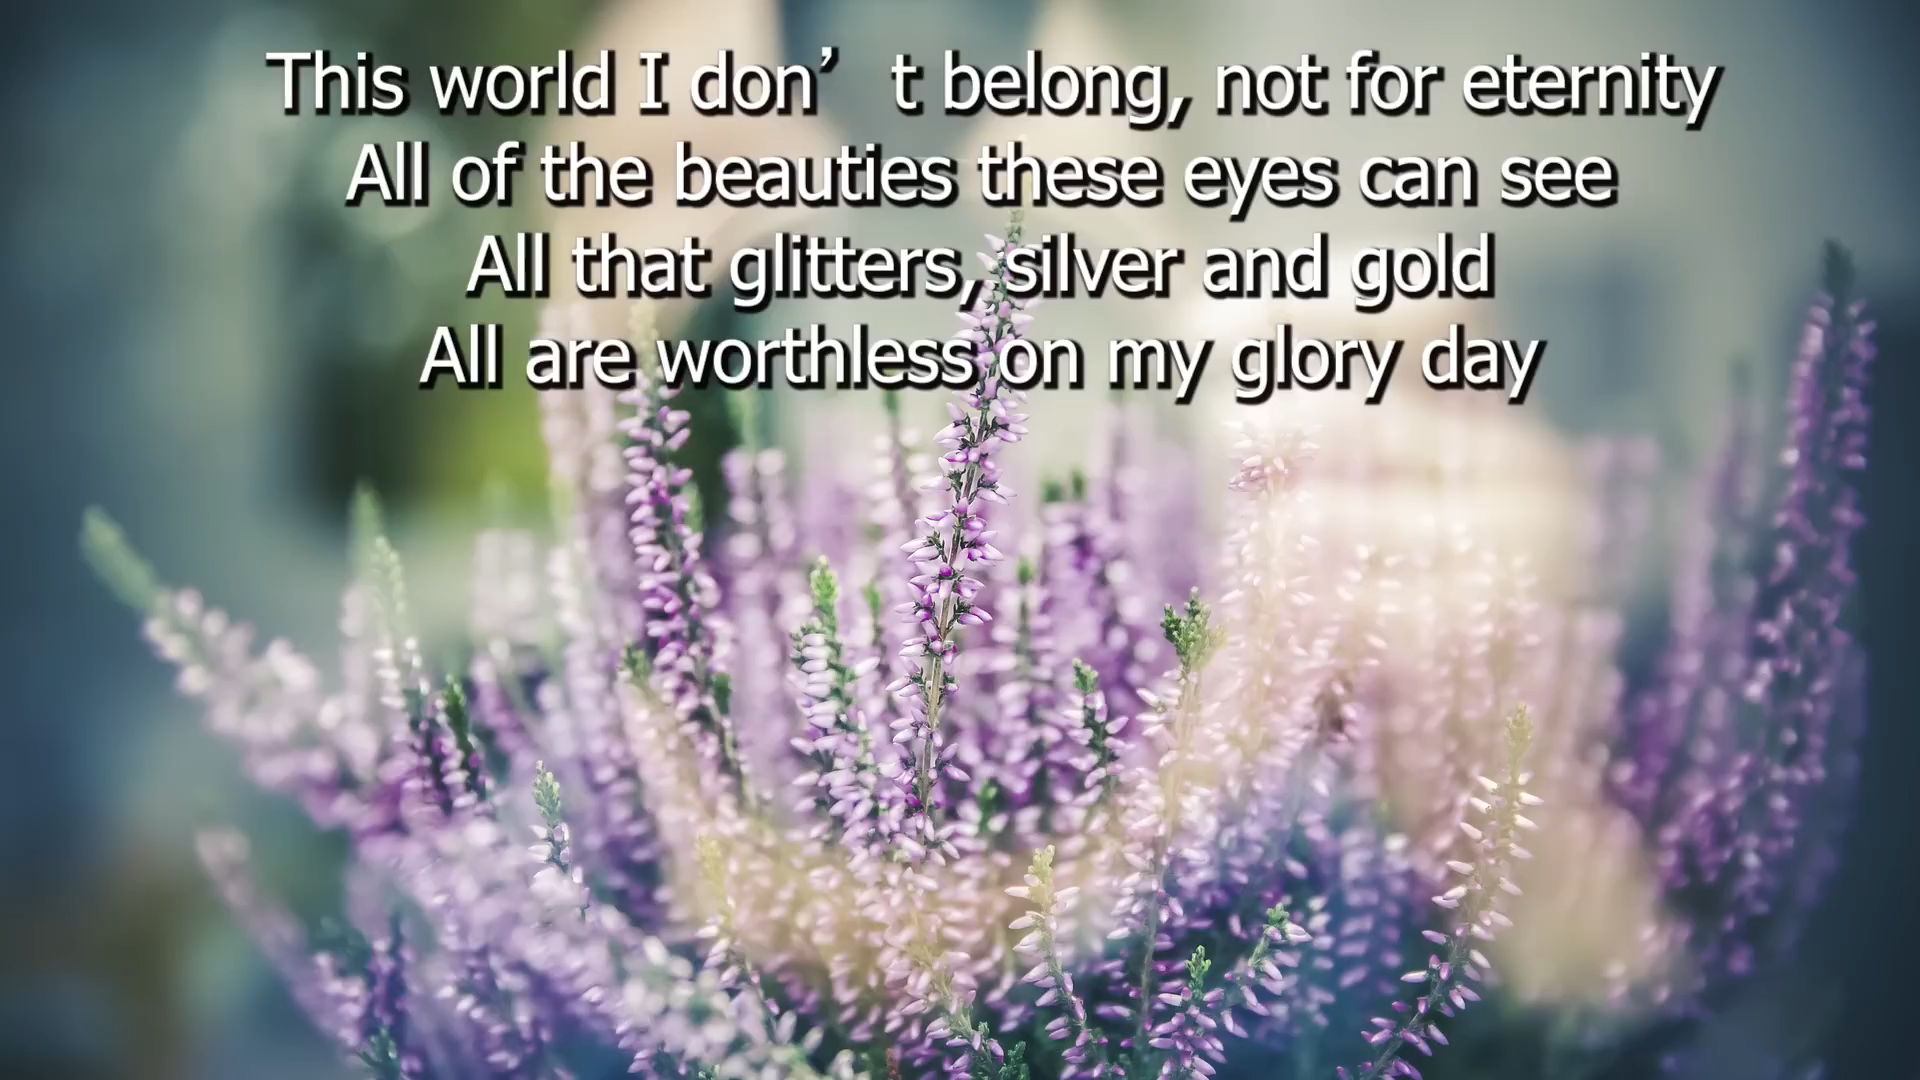 This world I don’t belong, not for eternity
All of the beauties these eyes can see
All that glitters, silver and gold
All are worthless on my glory day